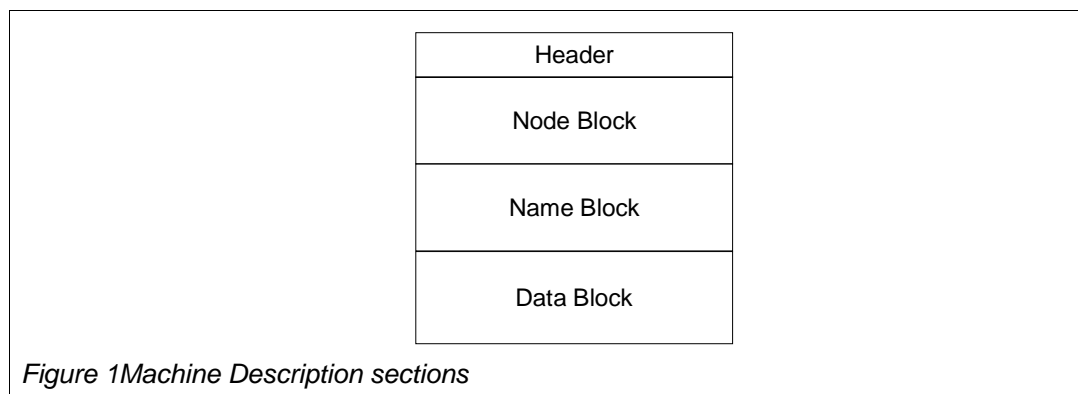 Header
Node Block
Name Block
Data Block
Figure 1Machine Description sections